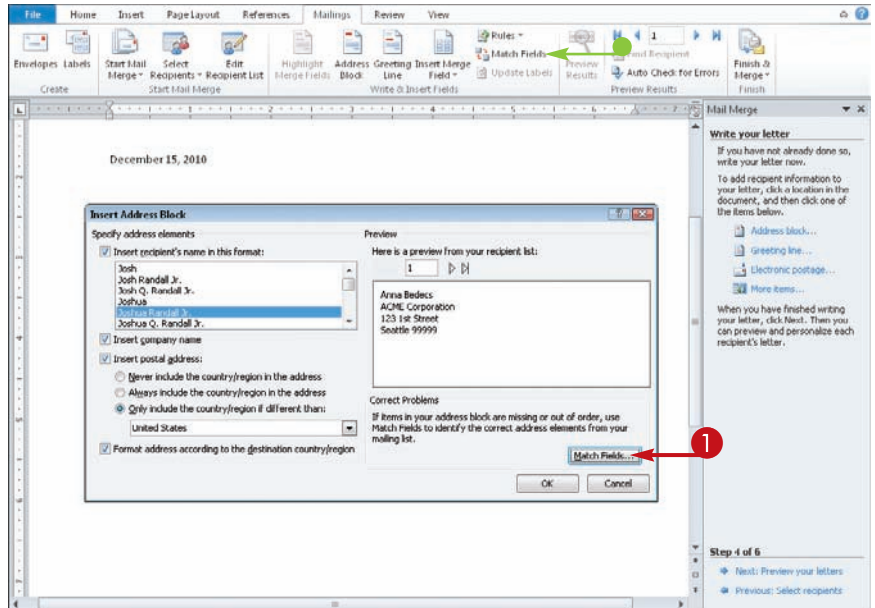 File Home Insert Page Layout References Mailings Review View
Envelopes Labels
Create
Start Mail Merge
Select Recipients
Edit Recipient List
Start Mail Merge
Highlight Merge Fields
Address Block
Greeting Line
Insert Merge Field
Rules
Match Fields
Update Labels
Write & Insert Fields
Preview Results
1
Find Recipient
Auto Check for Errors
Preview Results
Finish & Merge
Finish
December 15, 2010
Insert Address Block
Specify address elements
Insert recipient's name in this format:
Josh
Josh Randall Jr.
Josh Q. Randall Jr.
Joshua
Joshua Randall Jr.
Joshua Q. Randall Jr.
Insert company name
Insert postal address:
Never include the country/region in the address
Always include the country/region in the address
Only include the country/region if different than:
United States
Format address according to the destination country/region
Preview
Here is a preview from your recipient list:
1
Anna Bedecs
ACME Corporation
123 1st Street
Seattle 99999
Correct Problems
If items in your address block are missing or out of order, use
Match Fields to identify the correct address elements from your
mailing list.
Match Fields...
1
OK Cancel
Mail Merge
Write your letter
If you have not already done so,
write your letter now.
To add recipient information to
your letter, click a location in the
document, and then click one of
the items below.
Address block...
Greeting line...
Electronic postage...
More items...
When you have finished writing
your letter, click Next. Then you
can preview and personalize each
recipient's letter.
Step 4 of 6
Next: Preview your letters
Previous: Select recipients